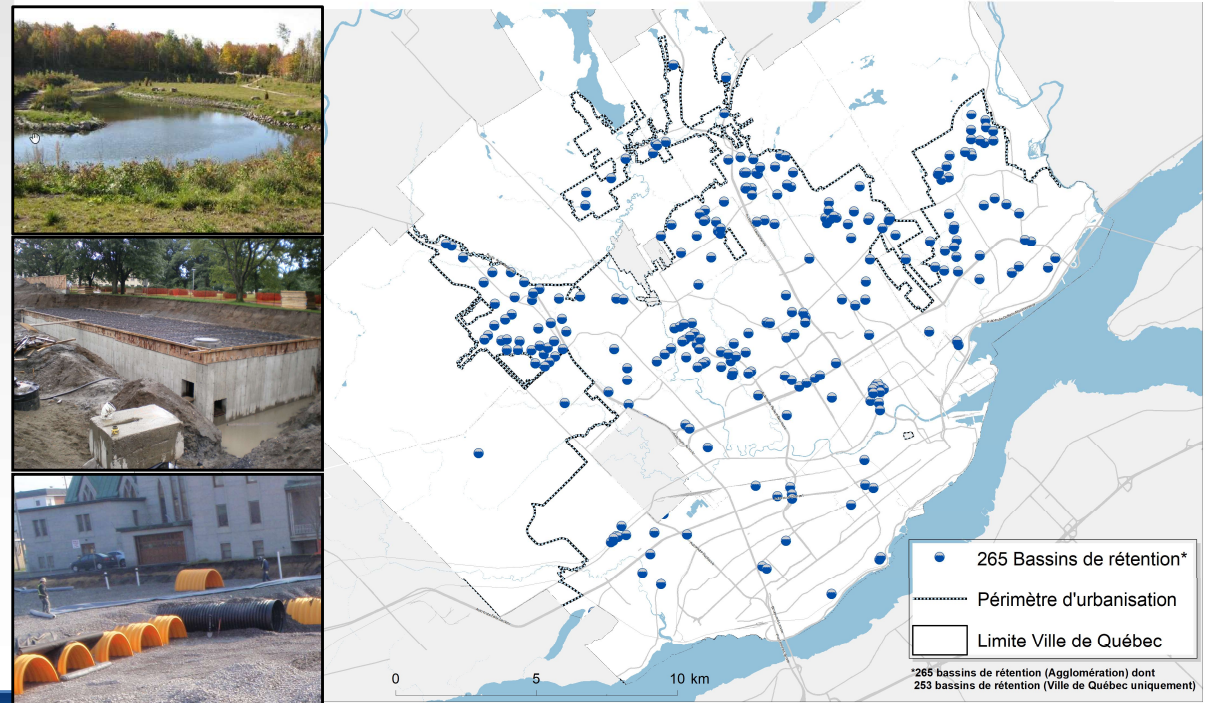 265 Bassins de rétention*
Périmètre d'urbanisation
Limite Ville de Québec
*265 bassins de rétention (Agglomération) dont
253 bassins de rétention (Ville de Québec uniquement)
0 5 10 km